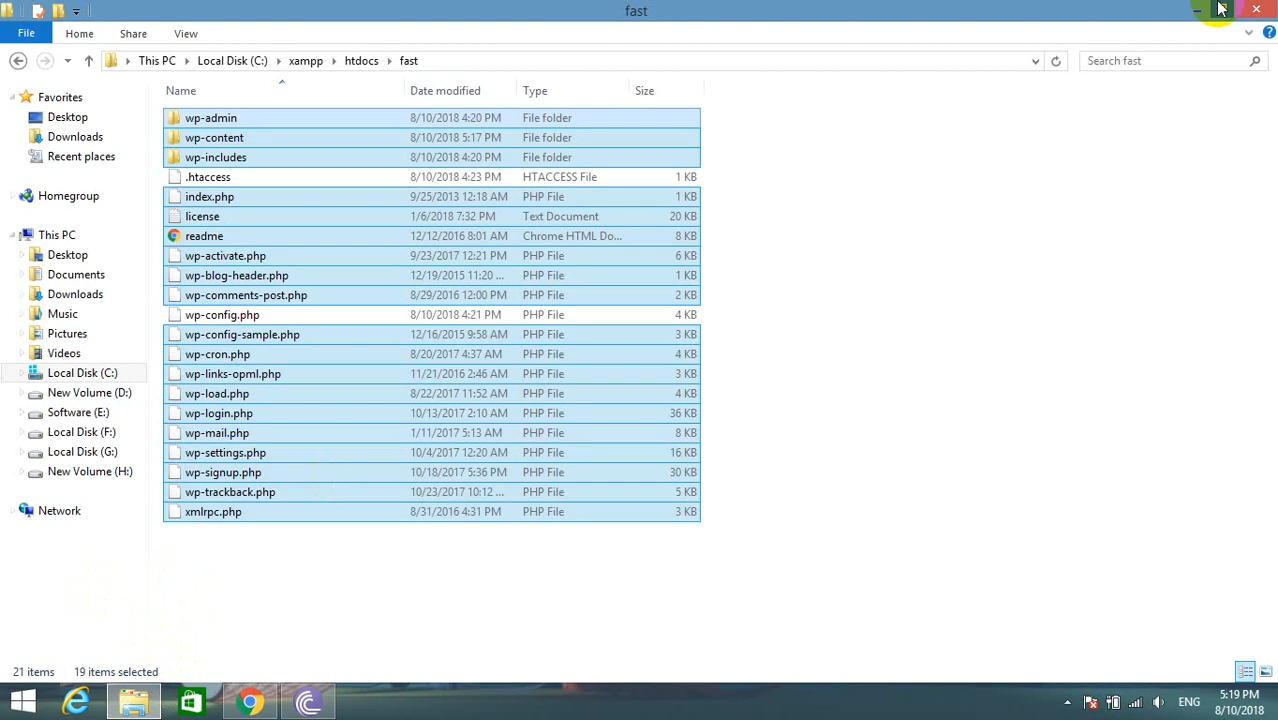 fast
File Home Share View
This PC Local Disk (C:) xampp htdocs fast
Search fast
Name Date modified Type Size
Favorites
Desktop
Downloads
Recent places
Homegroup
This PC
Desktop
Documents
Downloads
Music
Pictures
Videos
Local Disk (C:)
New Volume (D:)
Software (E:)
Local Disk (F:)
Local Disk (G:)
New Volume (H:)
Network
wp-admin 8/10/2018 4:20 PM File folder
wp-content 8/10/2018 5:17 PM File folder
wp-includes 8/10/2018 4:20 PM File folder
.htaccess 8/10/2018 4:23 PM HTACCESS File 1 KB
index.php 9/25/2013 12:18 AM PHP File 1 KB
license 1/6/2018 7:32 PM Text Document 20 KB
readme 12/12/2016 8:01 AM Chrome HTML Do... 8 KB
wp-activate.php 9/23/2017 12:21 PM PHP File 6 KB
wp-blog-header.php 12/19/2015 11:20 ... PHP File 1 KB
wp-comments-post.php 8/29/2016 12:00 PM PHP File 2 KB
wp-config.php 8/10/2018 4:21 PM PHP File 4 KB
wp-config-sample.php 12/16/2015 9:58 AM PHP File 3 KB
wp-cron.php 8/20/2017 4:37 AM PHP File 4 KB
wp-links-opml.php 11/21/2016 2:46 AM PHP File 3 KB
wp-load.php 8/22/2017 11:52 AM PHP File 4 KB
wp-login.php 10/13/2017 2:10 AM PHP File 36 KB
wp-mail.php 1/11/2017 5:13 AM PHP File 8 KB
wp-settings.php 10/4/2017 12:20 AM PHP File 16 KB
wp-signup.php 10/18/2017 5:36 PM PHP File 30 KB
wp-trackback.php 10/23/2017 10:12 ... PHP File 5 KB
xmlrpc.php 8/31/2016 4:31 PM PHP File 3 KB
21 items 19 items selected
ENG
5:19 PM
8/10/2018